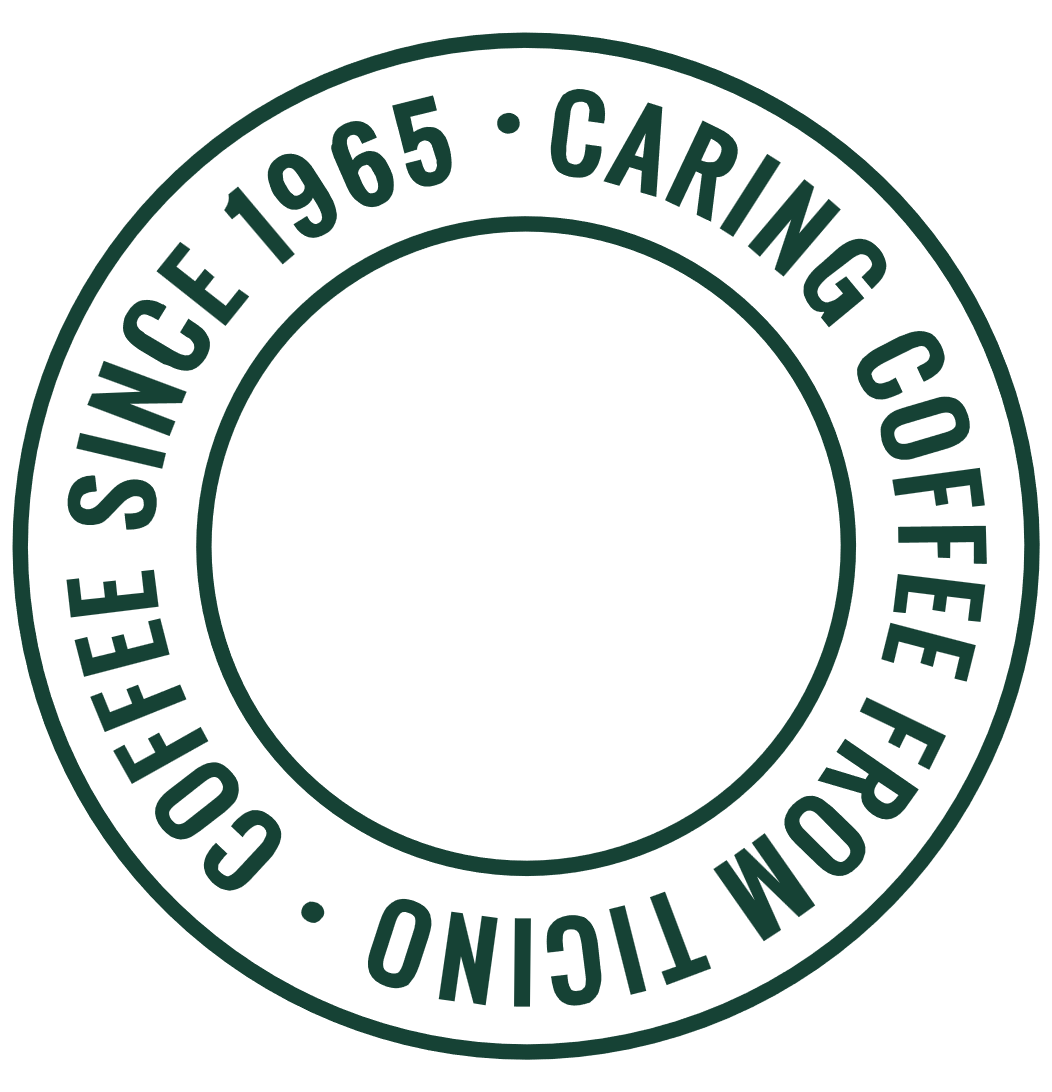 CARING COFFEE FROM TICINO • COFFEE SINCE 1965 •